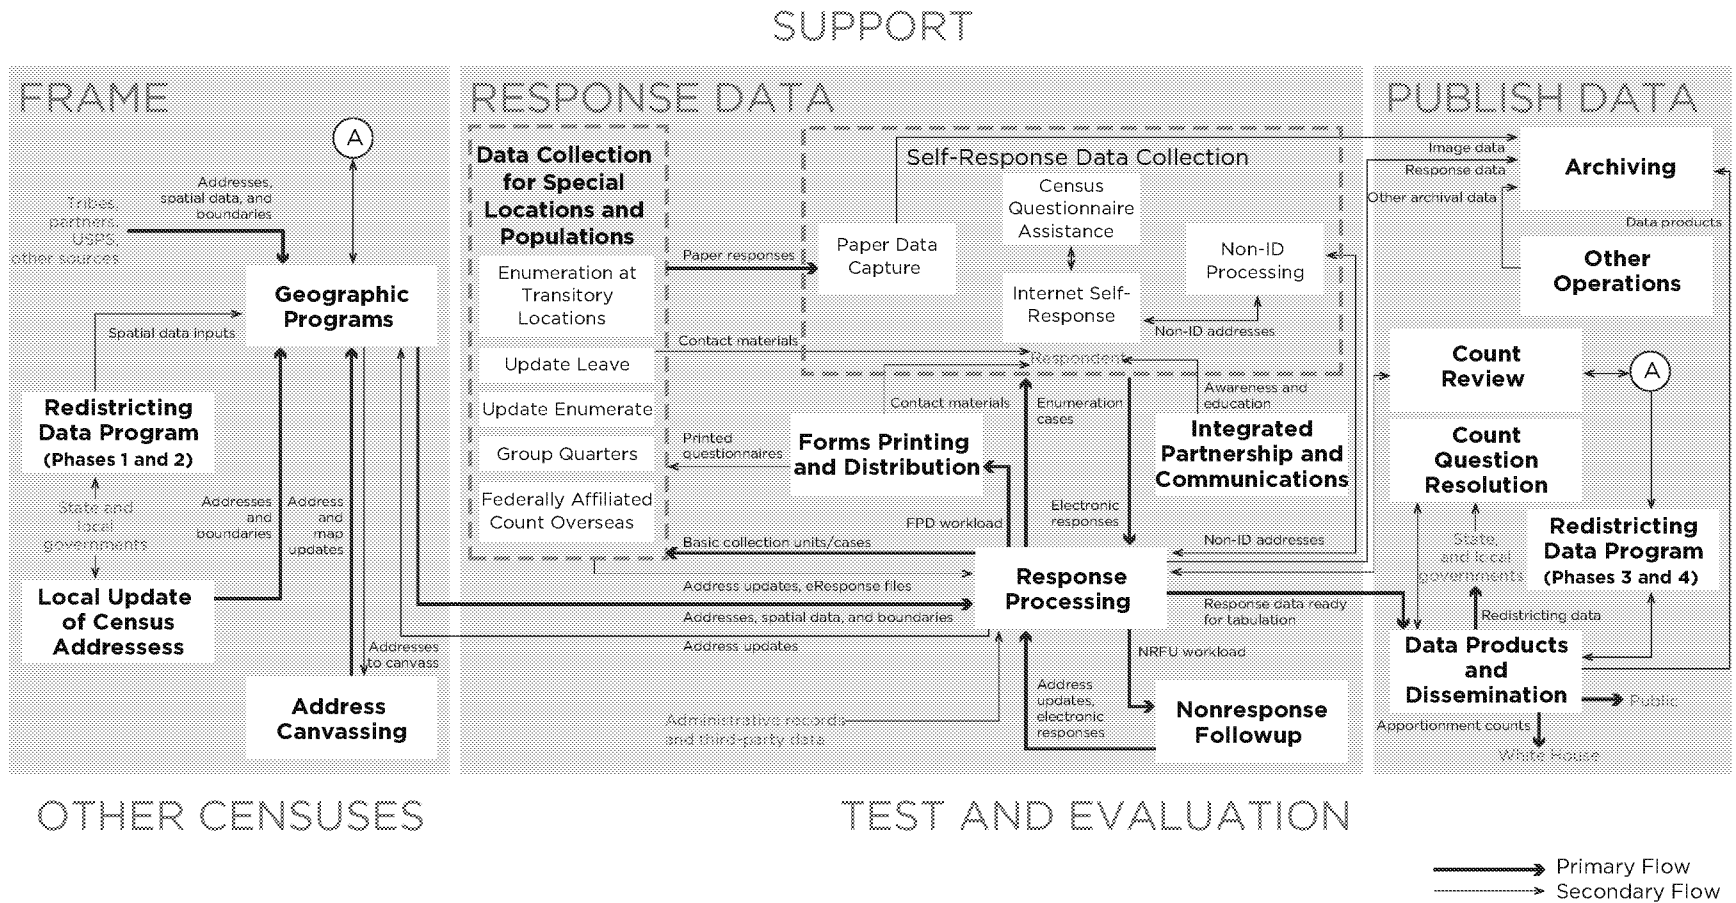 SUPPORT
FRAME
A
Addresses,
spatial data, and
boundaries
Tribes,
partners,
USPS,
other sources
Geographic
Programs
Spatial data inputs
Redistricting
Data Program
(Phases 1 and 2)
State and
local
governments
Addresses
and
boundaries
Address
and
map
updates
Local Update
of Census
Addressess
Addresses
to canvass
Address
Canvassing
RESPONSE DATA
Data Collection
for Special
Locations and
Populations
Enumeration at
Transitory
Locations
Update Leave
Update Enumerate
Group Quarters
Federally Affiliated
Count Overseas
Paper responses
Contact materials
Printed
questionnaires
Basic collection units/cases
Address updates, eResponse files
Addresses, spatial data, and boundaries
Address updates
Administrative records
and third-party data
Self-Response Data Collection
Paper Data
Capture
Census
Questionnaire
Assistance
Internet Self-
Response
Non-ID
Processing
Non-ID addresses
Respondent
Contact materials
Enumeration
cases
Awareness and
education
Forms Printing
and Distribution
Integrated
Partnership and
Communications
FPD workload
Electronic
responses
Non-ID addresses
Response
Processing
Response data ready
for tabulation
NRFU workload
Address
updates,
electronic
responses
Nonresponse
Followup
PUBLISH DATA
Image data
Response data
Other archival data
Archiving
Data products
Other
Operations
Count
Review
A
Count
Question
Resolution
State,
and local
governments
Redistricting
Data Program
(Phases 3 and 4)
Redistricting data
Data Products
and
Dissemination
Public
Apportionment counts
White House
OTHER CENSUSES
TEST AND EVALUATION
Primary Flow
Secondary Flow